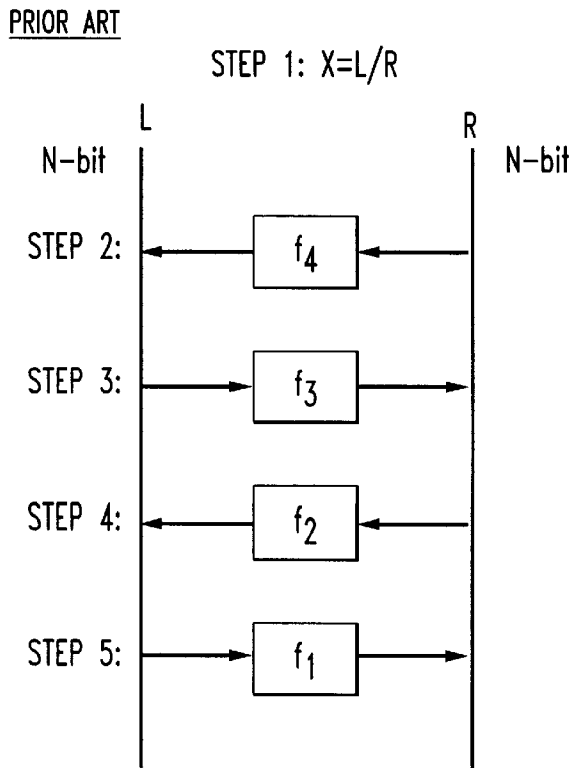 PRIOR ART
STEP 1: X=L/R
L
R
N-bit
N-bit
STEP 2:
f4
STEP 3:
f3
STEP 4:
f2
STEP 5:
f1